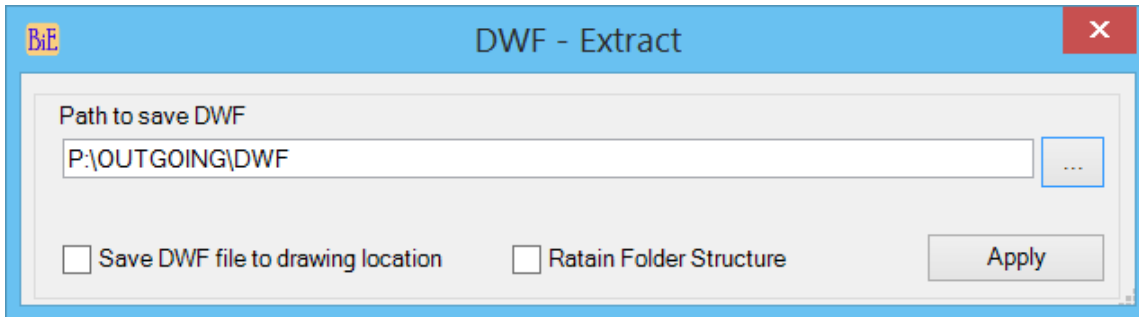 BiE
DWF - Extract
Path to save DWF
P:\OUTGOING\DWF
...
Save DWF file to drawing location
Ratain Folder Structure
Apply